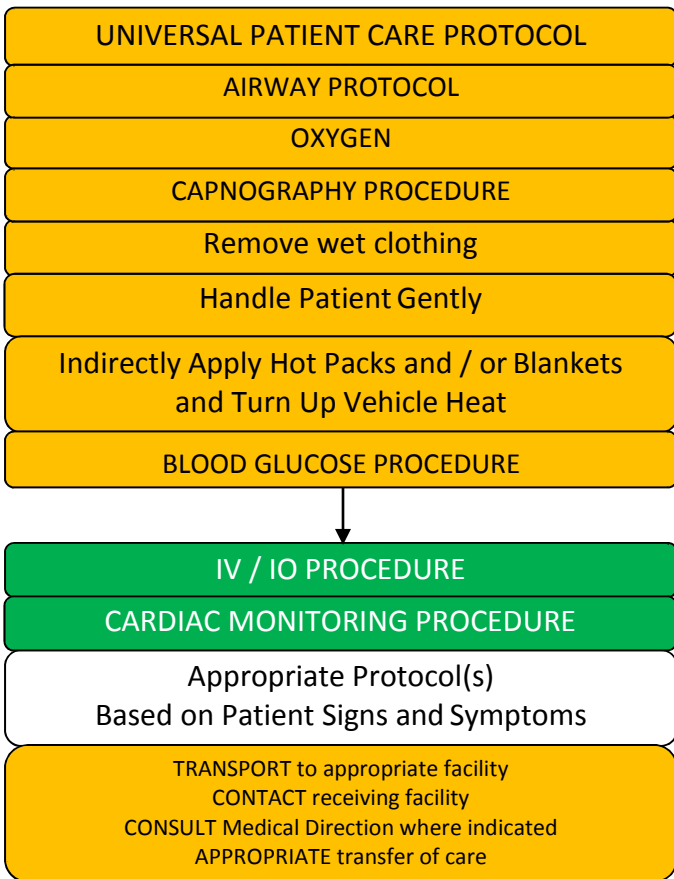 UNIVERSAL PATIENT CARE PROTOCOL
AIRWAY PROTOCOL
OXYGEN
CAPNOGRAPHY PROCEDURE
Remove wet clothing
Handle Patient Gently
Indirectly Apply Hot Packs and / or Blankets
and Turn Up Vehicle Heat
BLOOD GLUCOSE PROCEDURE
IV / IO PROCEDURE
CARDIAC MONITORING PROCEDURE
Appropriate Protocol(s)
Based on Patient Signs and Symptoms
TRANSPORT to appropriate facility
CONTACT receiving facility
CONSULT Medical Direction where indicated
APPROPRIATE transfer of care